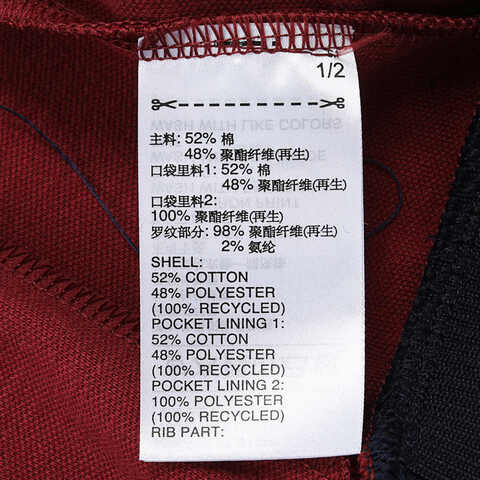 1/2
主料: 52% 棉
48% 聚酯纤维(再生)
口袋里料1: 52% 棉
48% 聚酯纤维(再生)
口袋里料2:
100% 聚酯纤维(再生)
罗纹部分: 98% 聚酯纤维
2% 氨纶
SHELL:
52% COTTON
48% POLYESTER
(100% RECYCLED)
POCKET LINING 1:
52% COTTON
48% POLYESTER
(100% RECYCLED)
POCKET LINING 2:
100% POLYESTER
(100% RECYCLED)
RIB PART: